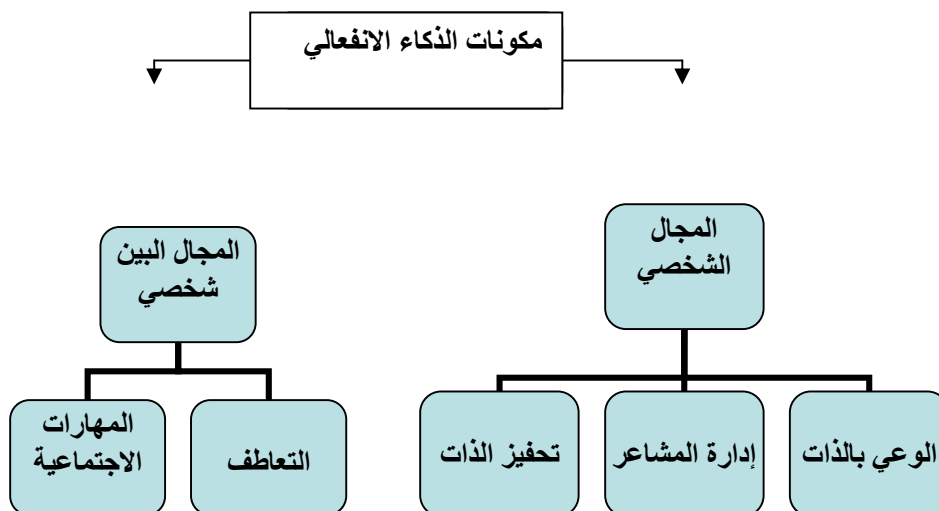 مكونات الذكاء الانفعالي
المجال
الشخصي
المجال البين
شخصي
الوعي بالذات
إدارة المشاعر
تحفيز الذات
التعاطف
المهارات
الاجتماعية